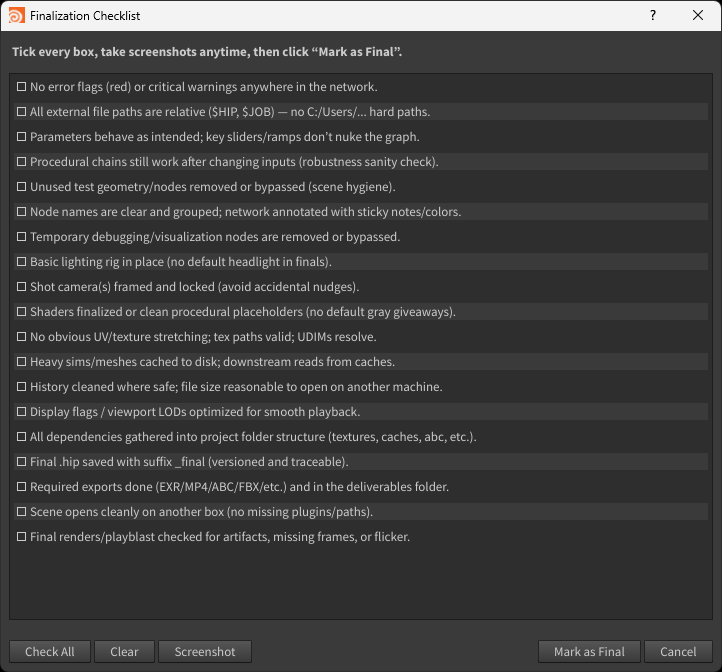 Finalization Checklist
?
Tick every box, take screenshots anytime, then click “Mark as Final”.
No error flags (red) or critical warnings anywhere in the network.
All external file paths are relative ($HIP, $JOB) — no C:/Users/... hard paths.
Parameters behave as intended; key sliders/ramps don’t nuke the graph.
Procedural chains still work after changing inputs (robustness sanity check).
Unused test geometry/nodes removed or bypassed (scene hygiene).
Node names are clear and grouped; network annotated with sticky notes/colors.
Temporary debugging/visualization nodes are removed or bypassed.
Basic lighting rig in place (no default headlight in finals).
Shot camera(s) framed and locked (avoid accidental nudges).
Shaders finalized or clean procedural placeholders (no default gray giveaways).
No obvious UV/texture stretching; tex paths valid; UDIMs resolve.
Heavy sims/meshes cached to disk; downstream reads from caches.
History cleaned where safe; file size reasonable to open on another machine.
Display flags / viewport LODs optimized for smooth playback.
All dependencies gathered into project folder structure (textures, caches, abc, etc.).
Final .hip saved with suffix _final (versioned and traceable).
Required exports done (EXR/MP4/ABC/FBX/etc.) and in the deliverables folder.
Scene opens cleanly on another box (no missing plugins/paths).
Final renders/playblast checked for artifacts, missing frames, or flicker.
Check All Clear Screenshot Mark as Final Cancel